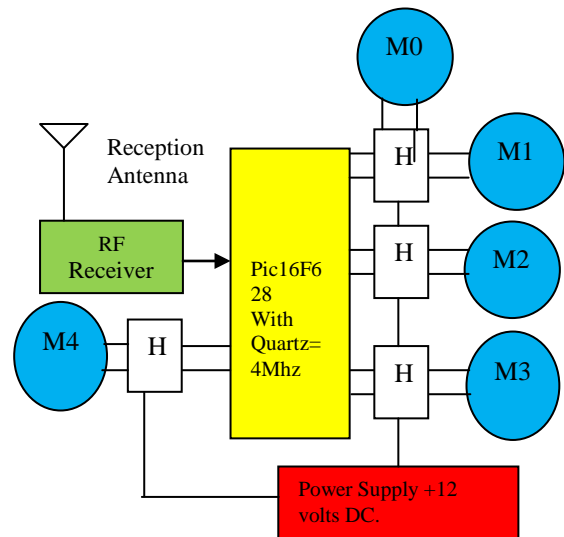 M0
Reception
Antenna
H
M1
RF
Receiver
Pic16F6
28
With
Quartz=
4Mhz
H
M2
M4
H
H
M3
Power Supply +12
volts DC.